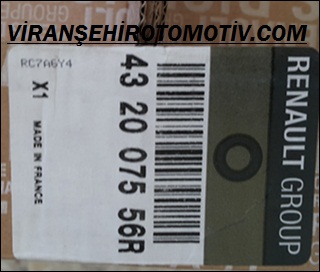 VİRANŞEHİROTOMOTİV.COM
RENAULT GROUP
43 20 075 56R
RC7A6Y4
X1
MADE IN FRANCE